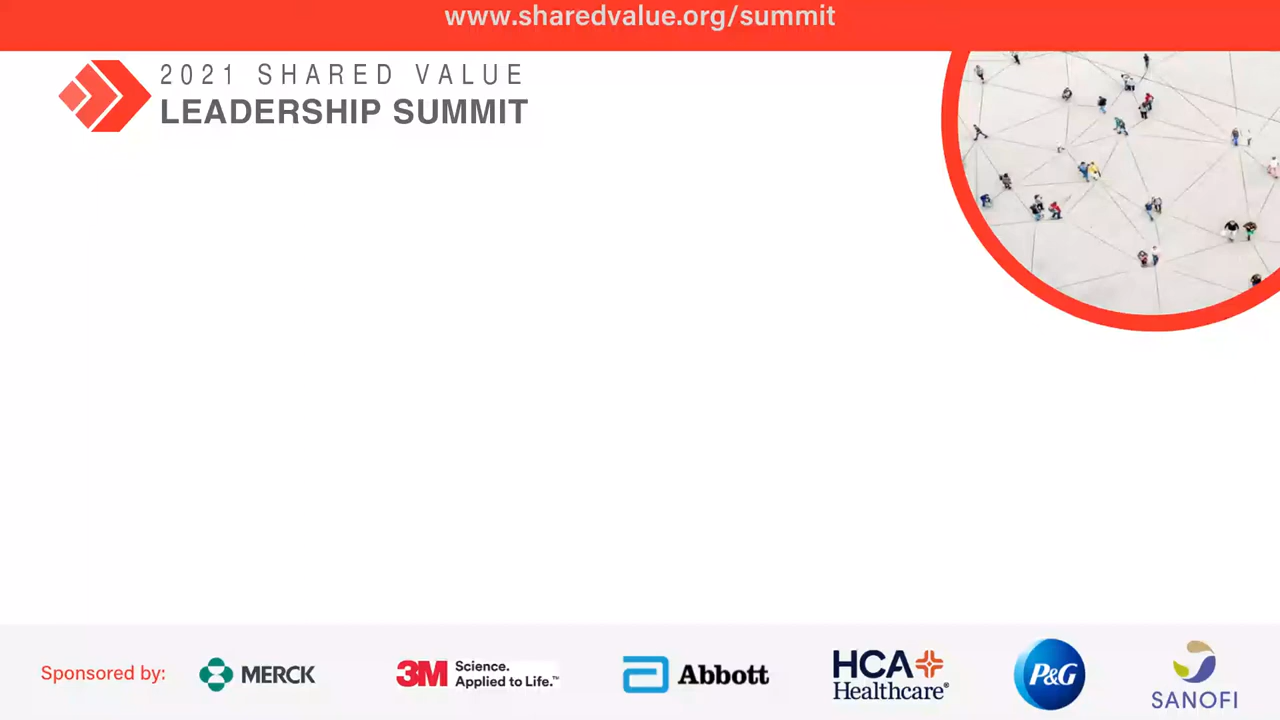 www.sharedvalue.org/summit
2021 SHARED VALUE
LEADERSHIP SUMMIT
Sponsored by:
MERCK
3M Science.
Applied to Life.™
Abbott
HCA
Healthcare®
P&G
SANOFI